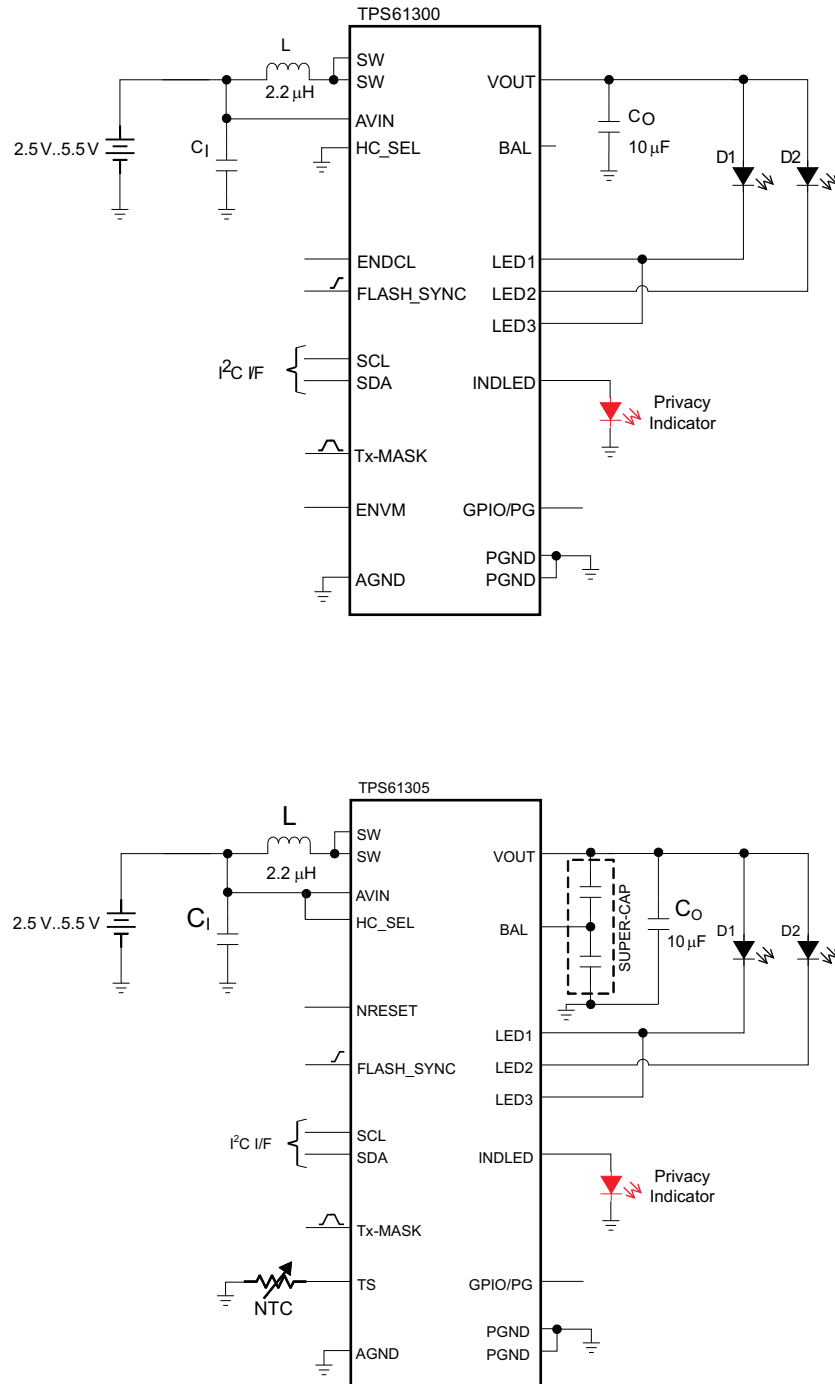 TPS61300
L
SW
SW
2.2 µH
VOUT
AVIN
CO
2.5 V..5.5 V
CI
HC_SEL
BAL
10 µF
D1
D2
ENDCL
LED1
FLASH_SYNC
LED2
LED3
I2C I/F
SCL
SDA
INDLED
Privacy
Indicator
Tx-MASK
ENVM
GPIO/PG
PGND
AGND
PGND
TPS61305
L
SW
SW
2.2 µH
VOUT
AVIN
2.5 V..5.5 V
CI
HC_SEL
BAL
SUPER-CAP
CO
10 µF
D1
D2
NRESET
LED1
FLASH_SYNC
LED2
LED3
I2C I/F
SCL
SDA
INDLED
Privacy
Indicator
Tx-MASK
TS
NTC
GPIO/PG
PGND
AGND
PGND